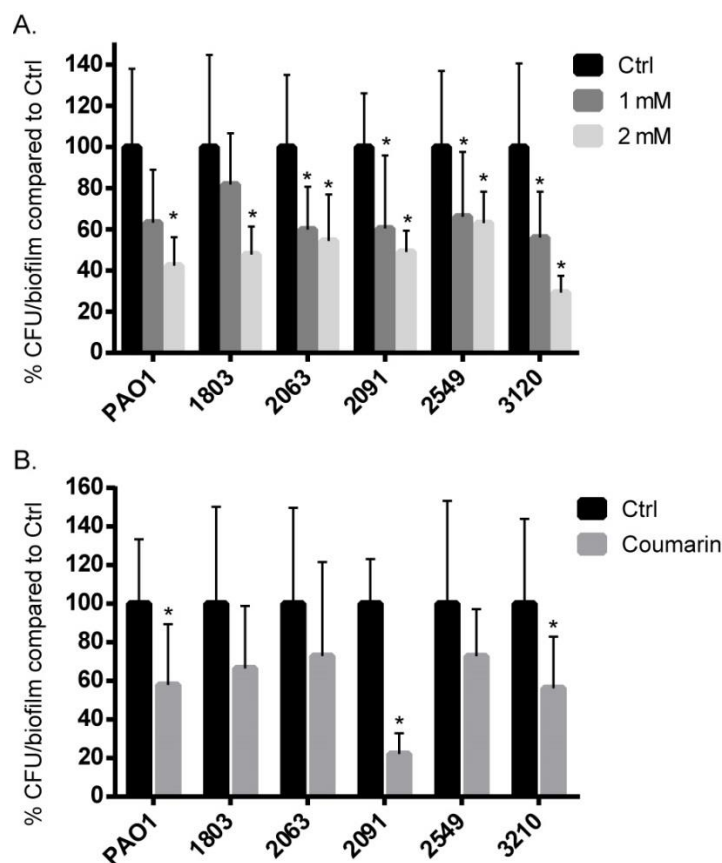 A.
% CFU/biofilm compared to Ctrl
140
120
100
80
60
40
20
0
* * * * * * * * * *
PAO1 1803 2063 2091 2549 3120
Ctrl
1 mM
2 mM
B.
% CFU/biofilm compared to Ctrl
160
140
120
100
80
60
40
20
0
* * *
PAO1 1803 2063 2091 2549 3210
Ctrl
Coumarin